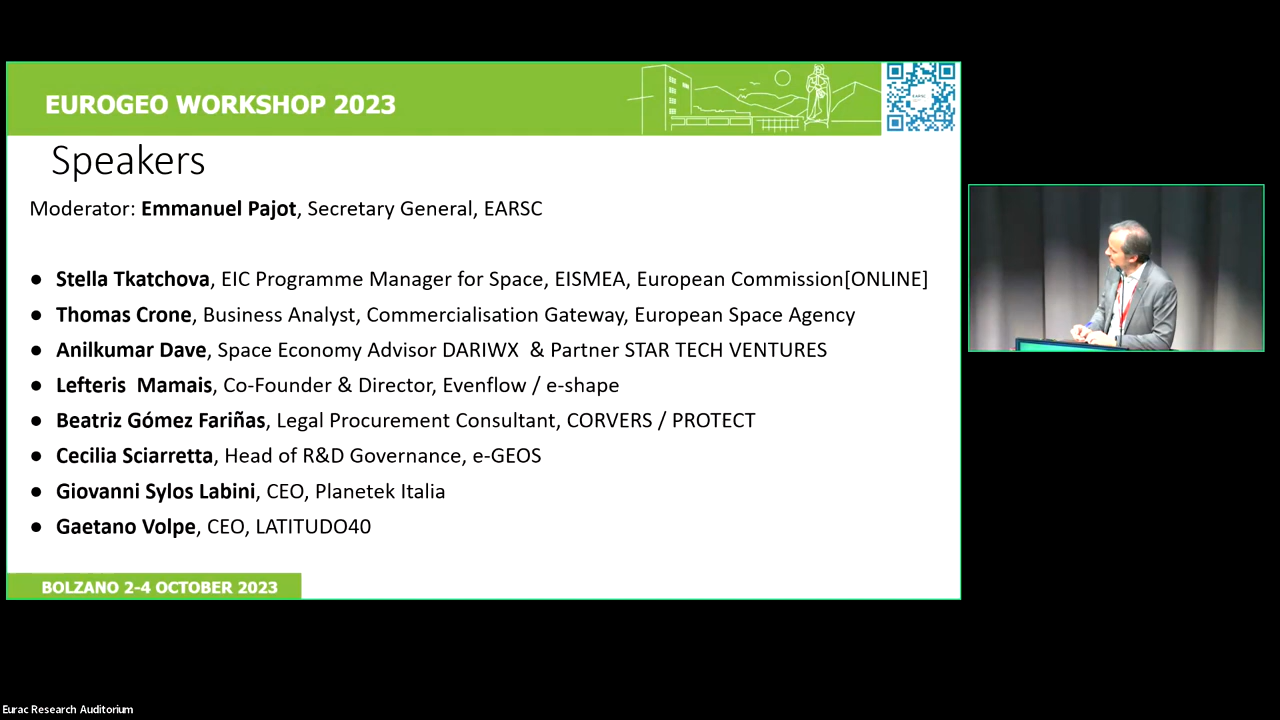 EUROGEO WORKSHOP 2023
Speakers
Moderator: Emmanuel Pajot, Secretary General, EARSC
● Stella Tkatchova, EIC Programme Manager for Space, EISMEA, European Commission[ONLINE]
● Thomas Crone, Business Analyst, Commercialisation Gateway, European Space Agency
● Anilkumar Dave, Space Economy Advisor DARIWX & Partner STAR TECH VENTURES
● Lefteris Mamais, Co-Founder & Director, Evenflow / e-shape
● Beatriz Gómez Fariñas, Legal Procurement Consultant, CORVERS / PROTECT
● Cecilia Sciarretta, Head of R&D Governance, e-GEOS
● Giovanni Sylos Labini, CEO, Planetek Italia
● Gaetano Volpe, CEO, LATITUDO40
BOLZANO 2-4 OCTOBER 2023
Eurac Research Auditorium